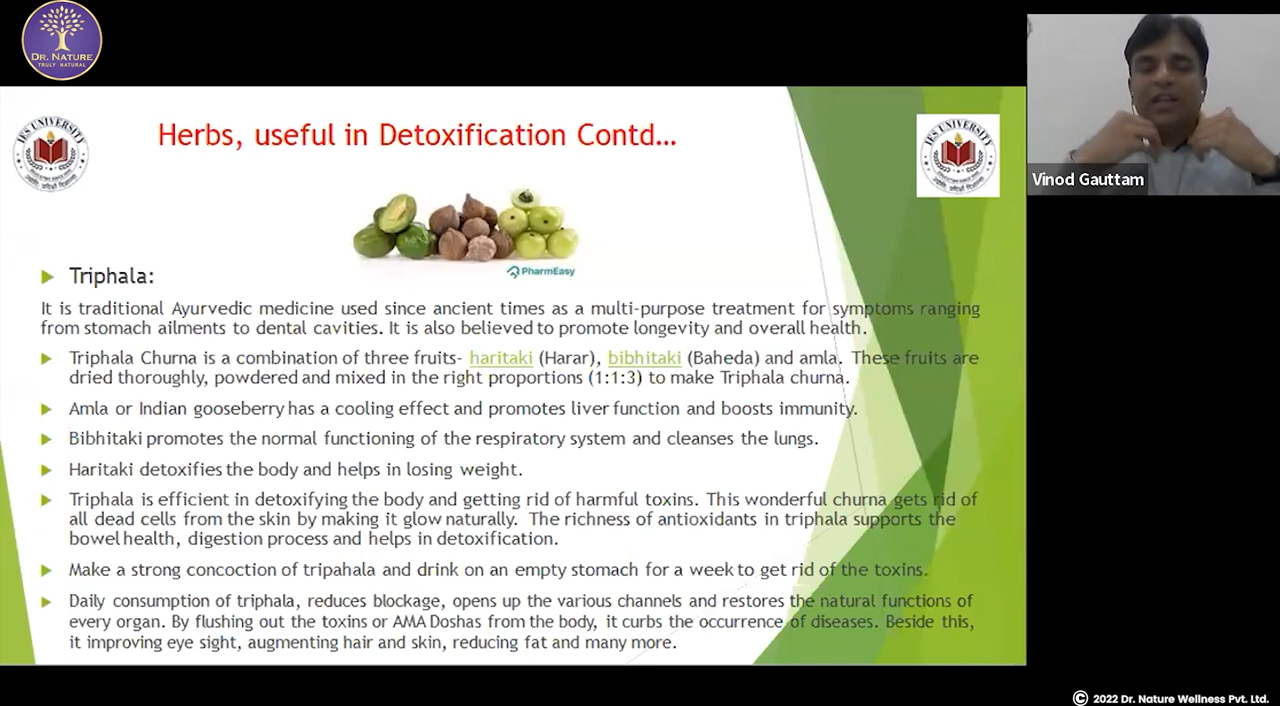 DR. NATURE
TRULY NATURAL
IES UNIVERSITY
Herbs, useful in Detoxification Contd…
IES UNIVERSITY
Vinod Gauttam
PharmEasy
Triphala:
It is traditional Ayurvedic medicine used since ancient times as a multi-purpose treatment for symptoms ranging
from stomach ailments to dental cavities. It is also believed to promote longevity and overall health.
Triphala Churna is a combination of three fruits- haritaki (Harar), bibhitaki (Baheda) and amla. These fruits are
dried thoroughly, powdered and mixed in the right proportions (1:1:3) to make Triphala churna.
Amla or Indian gooseberry has a cooling effect and promotes liver function and boosts immunity.
Bibhitaki promotes the normal functioning of the respiratory system and cleanses the lungs.
Haritaki detoxifies the body and helps in losing weight.
Triphala is efficient in detoxifying the body and getting rid of harmful toxins. This wonderful churna gets rid of
all dead cells from the skin by making it glow naturally. The richness of antioxidants in triphala supports the
bowel health, digestion process and helps in detoxification.
Make a strong concoction of tripahala and drink on an empty stomach for a week to get rid of the toxins.
Daily consumption of triphala, reduces blockage, opens up the various channels and restores the natural functions of
every organ. By flushing out the toxins or AMA Doshas from the body, it curbs the occurrence of diseases. Beside this,
it improving eye sight, augmenting hair and skin, reducing fat and many more.
© 2022 Dr. Nature Wellness Pvt. Ltd.